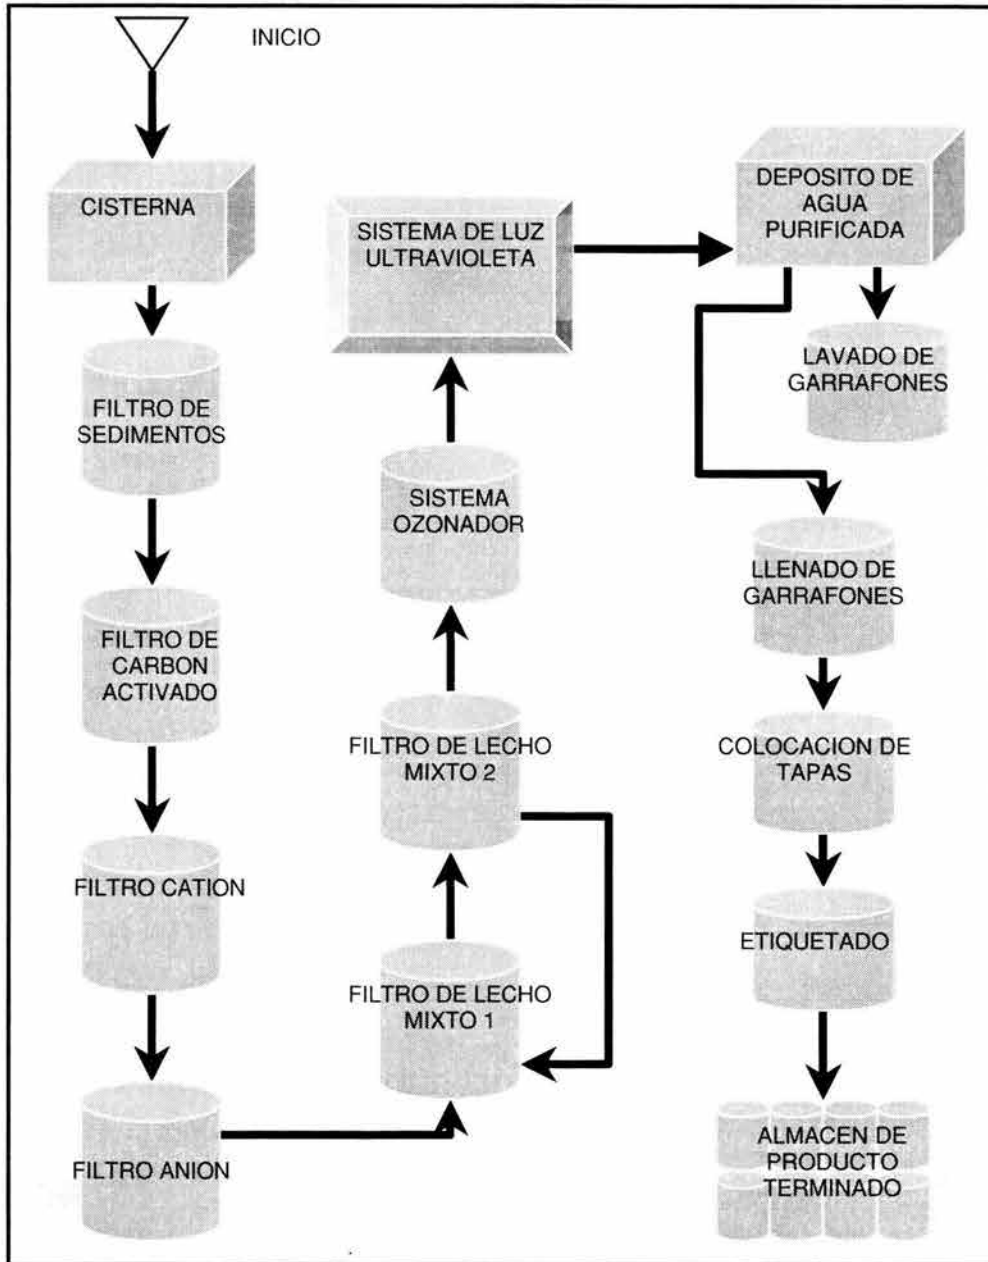 INICIO
CISTERNA
FILTRO DE
SEDIMENTOS
FILTRO DE
CARBON
ACTIVADO
FILTRO CATION
FILTRO ANION
FILTRO DE LECHO
MIXTO 1
FILTRO DE LECHO
MIXTO 2
SISTEMA
OZONADOR
SISTEMA DE LUZ
ULTRAVIOLETA
DEPOSITO DE
AGUA
PURIFICADA
LAVADO DE
GARRAFONES
LLENADO DE
GARRAFONES
COLOCACION DE
TAPAS
ETIQUETADO
ALMACEN DE
PRODUCTO
TERMINADO